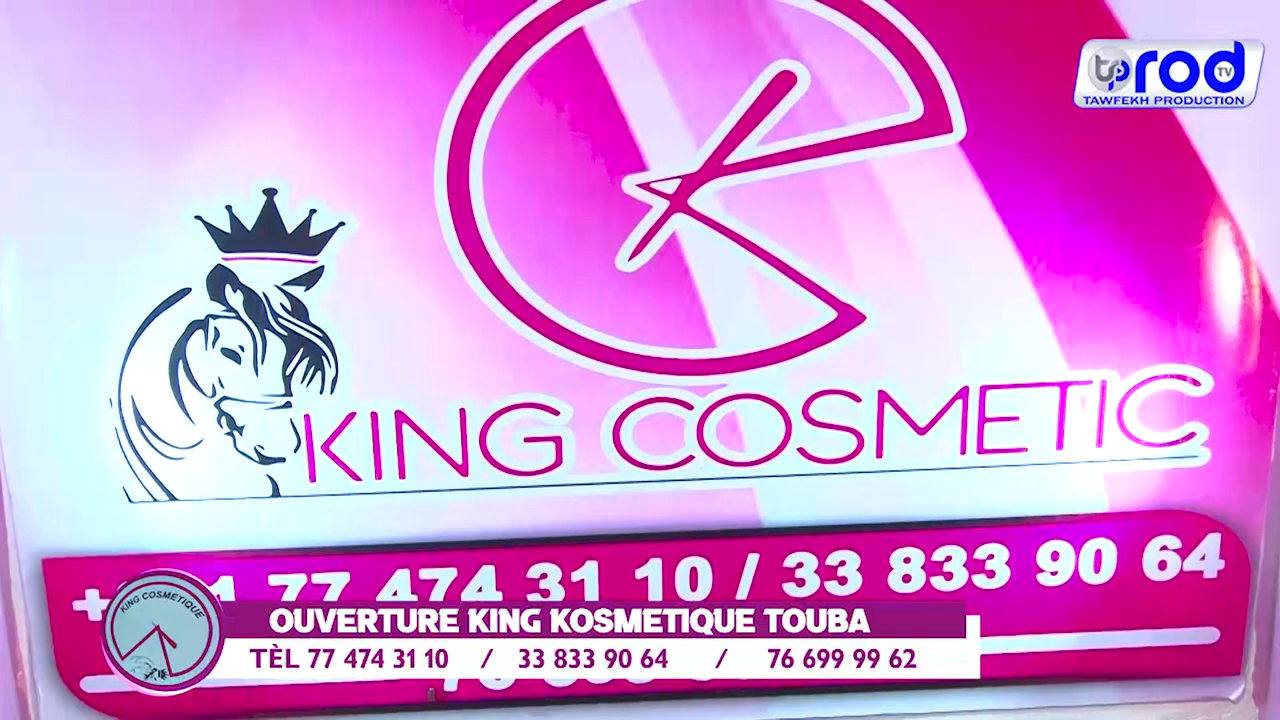 tprod TV
TAWFEKH PRODUCTION
KING COSMETIC
77 474 31 10 / 33 833 90 64
KING COSMETIQUE
OUVERTURE KING KOSMETIQUE TOUBA
TÈL 77 474 31 10 / 33 833 90 64 / 76 699 99 62